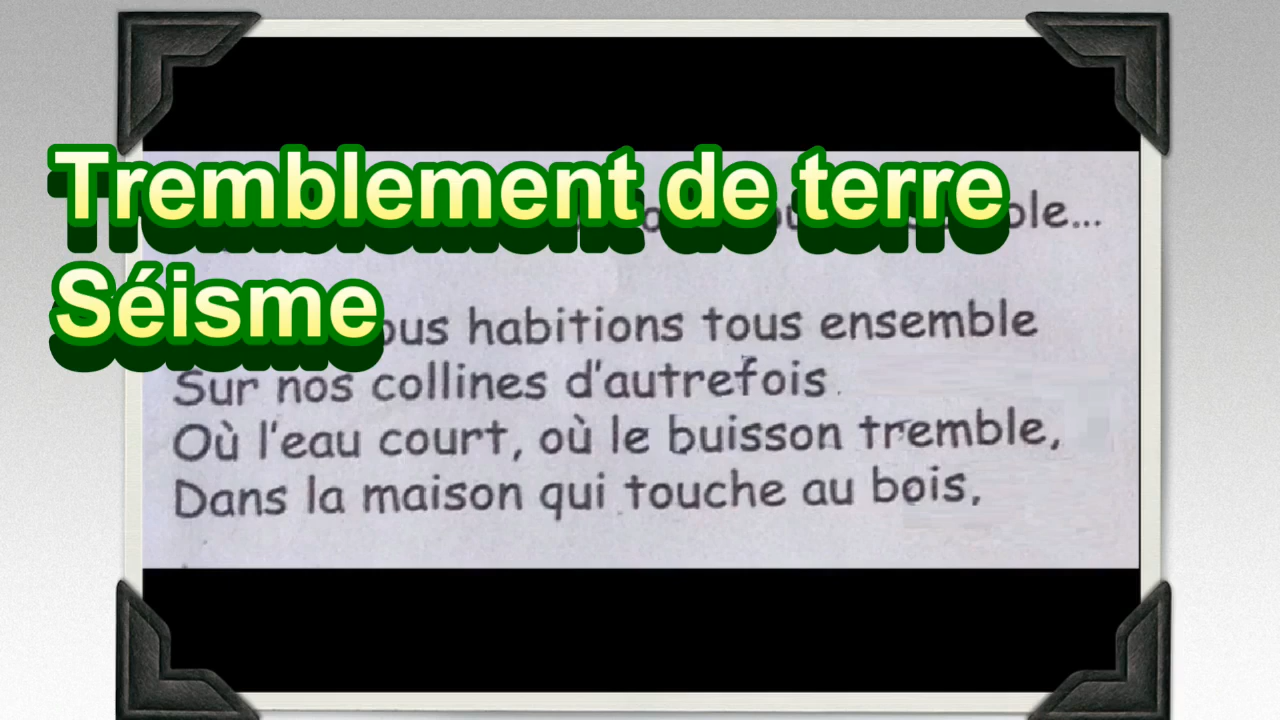 Tremblement de terre
Séisme
habitions tous ensemble
Sur nos collines d'autrefois.
Où l'eau court, où le buisson tremble,
Dans la maison qui touche au bois,